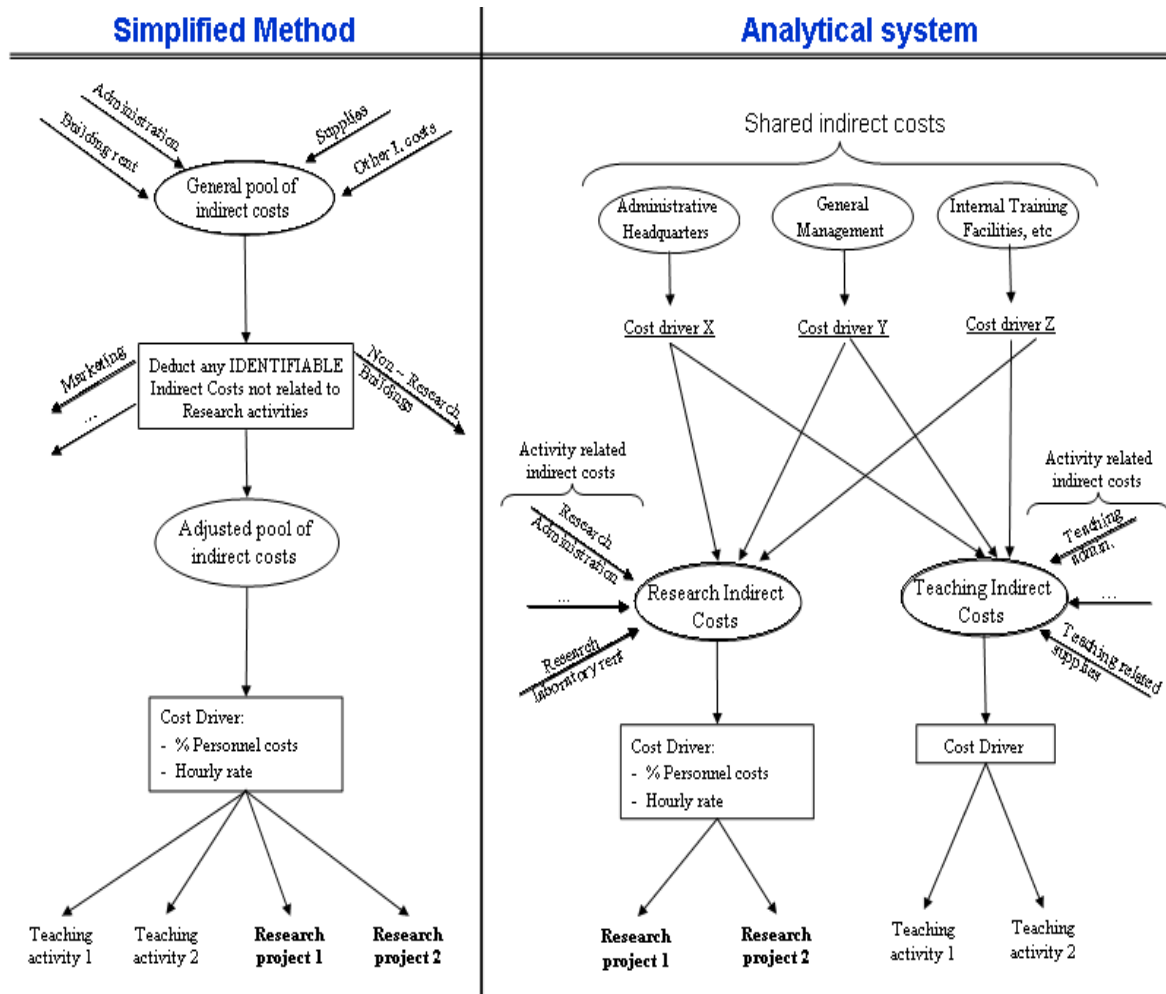 Simplified Method
Administration
Building rent
Supplies
Other I. costs
General pool of
indirect costs
Marketing
...
Deduct any IDENTIFIABLE
Indirect Costs not related to
Research activities
Non – Research
Buildings
Adjusted pool of
indirect costs
Cost Driver:
- % Personnel costs
- Hourly rate
Teaching
activity 1
Teaching
activity 2
Research
project 1
Research
project 2
Analytical system
Shared indirect costs
Administrative
Headquarters
General
Management
Internal Training
Facilities, etc
Cost driver X
Cost driver Y
Cost driver Z
Activity related
indirect costs
Research
Administration
...
Research
laboratory rent
Research Indirect
Costs
Activity related
indirect costs
Teaching
admin.
...
Teaching related
supplies
Teaching Indirect
Costs
Cost Driver:
- % Personnel costs
- Hourly rate
Cost Driver
Research
project 1
Research
project 2
Teaching
activity 1
Teaching
activity 2